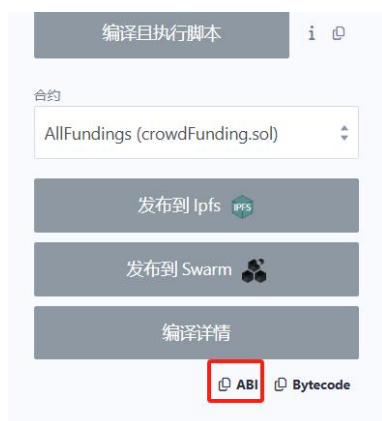 编译且执行脚本 i
合约
AllFundings (crowdFunding.sol)
发布到 Ipfs IPFS
发布到 Swarm
编译详情
ABI Bytecode